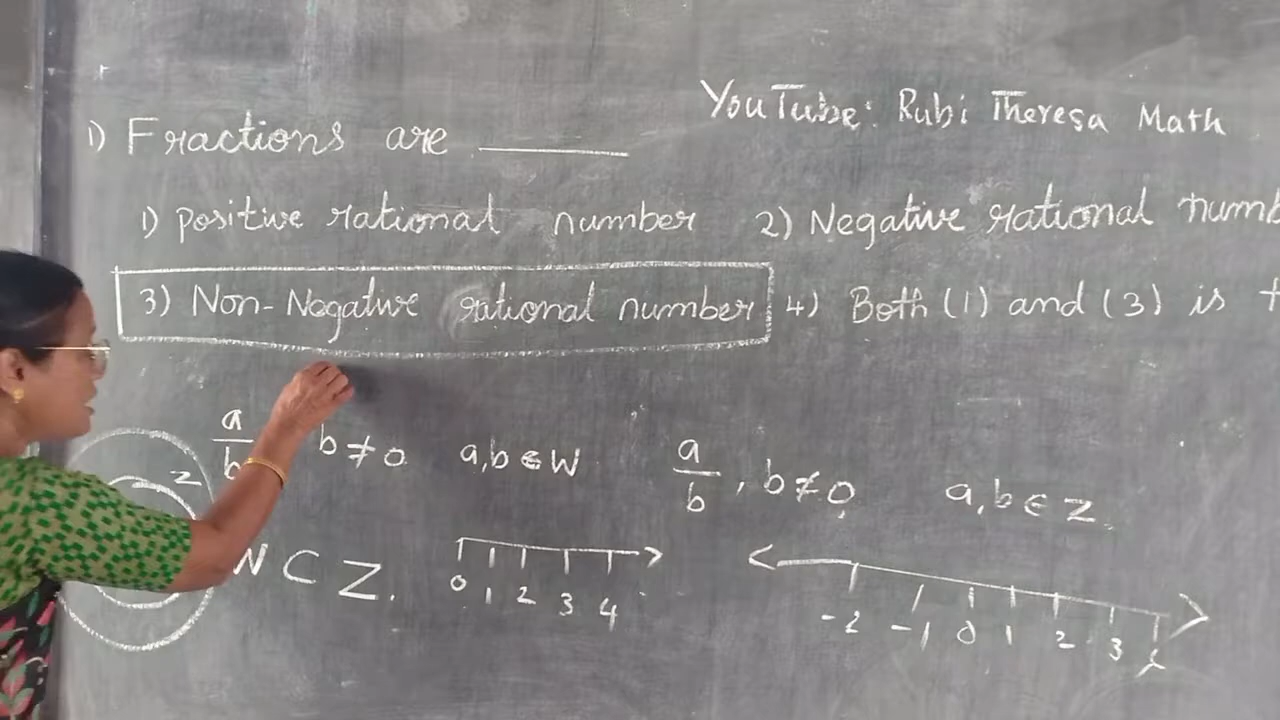 YouTube: Rubi Theresa Math
1) Fractions are ______
1) positive rational number 2) Negative rational numb
3) Non-Negative rational number 4) Both (1) and (3) is t
a/b b≠0 a,b∈W a/b, b≠0 a,b∈Z
Z
W⊂Z.
0 1 2 3 4
-2 -1 0 1 2 3